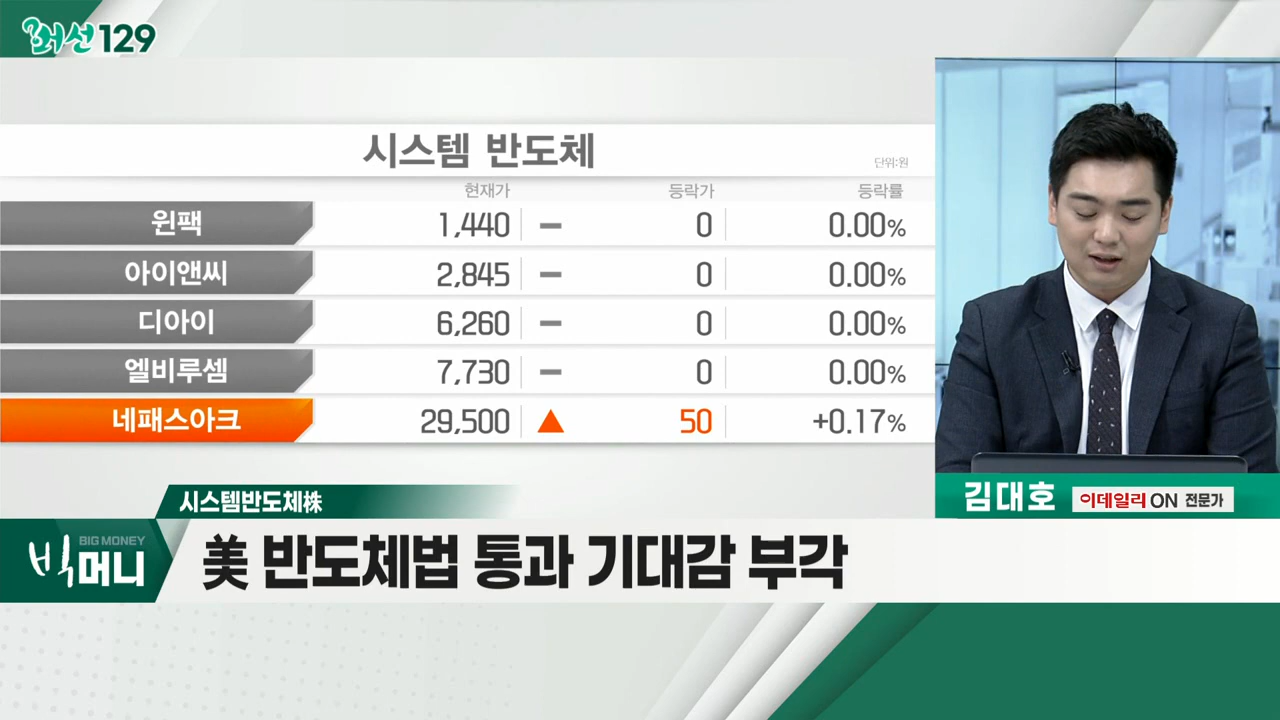 머선129
시스템 반도체
단위:원
현재가 등락가 등락률
윈팩 1,440 ━ 0 0.00%
아이앤씨 2,845 ━ 0 0.00%
디아이 6,260 ━ 0 0.00%
엘비루셈 7,730 ━ 0 0.00%
네패스아크 29,500 ▲ 50 +0.17%
김대호 이데일리ON 전문가
시스템반도체株
BIG MONEY
빅머니
美 반도체법 통과 기대감 부각